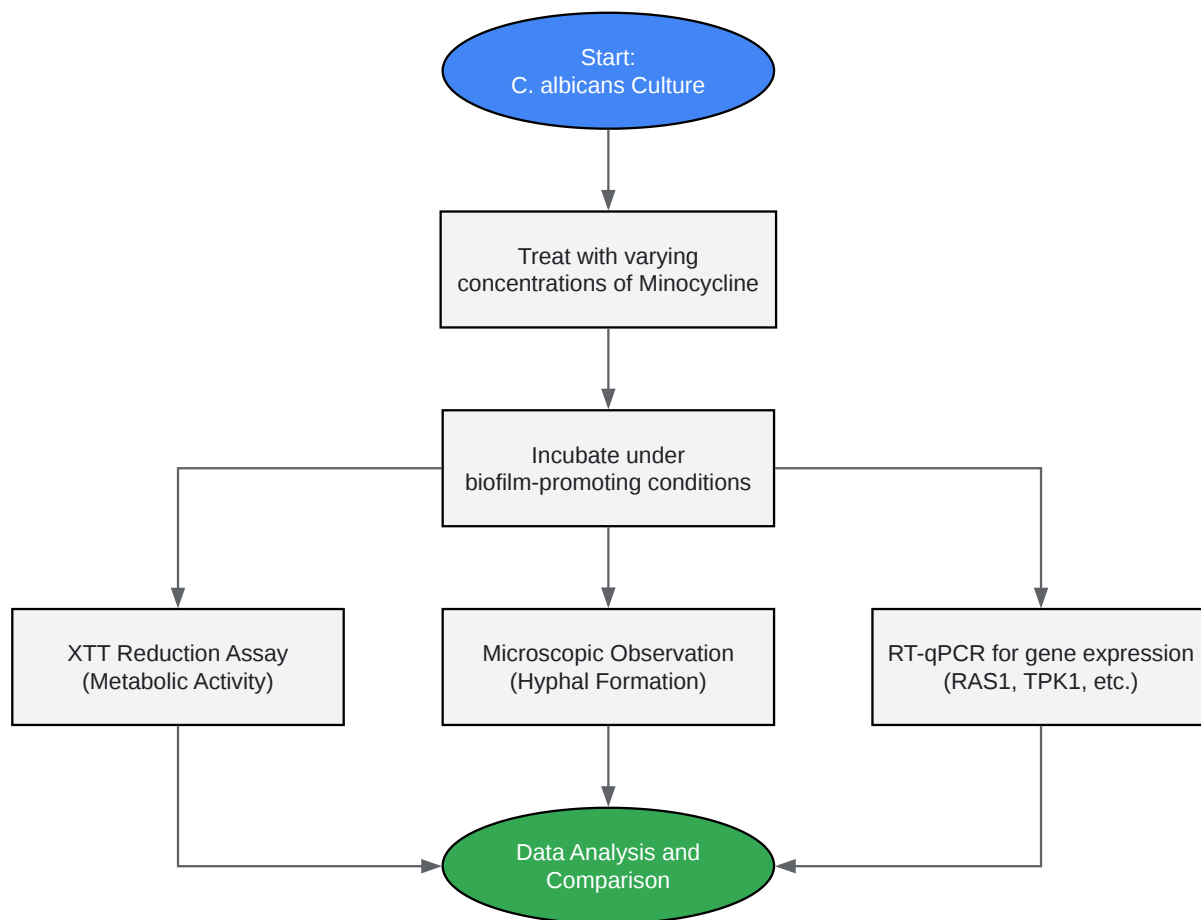 Start:
C. albicans Culture
Treat with varying
concentrations of Minocycline
Incubate under
biofilm-promoting conditions
XTT Reduction Assay
(Metabolic Activity)
Microscopic Observation
(Hyphal Formation)
RT-qPCR for gene expression
(RAS1, TPK1, etc.)
Data Analysis and
Comparison